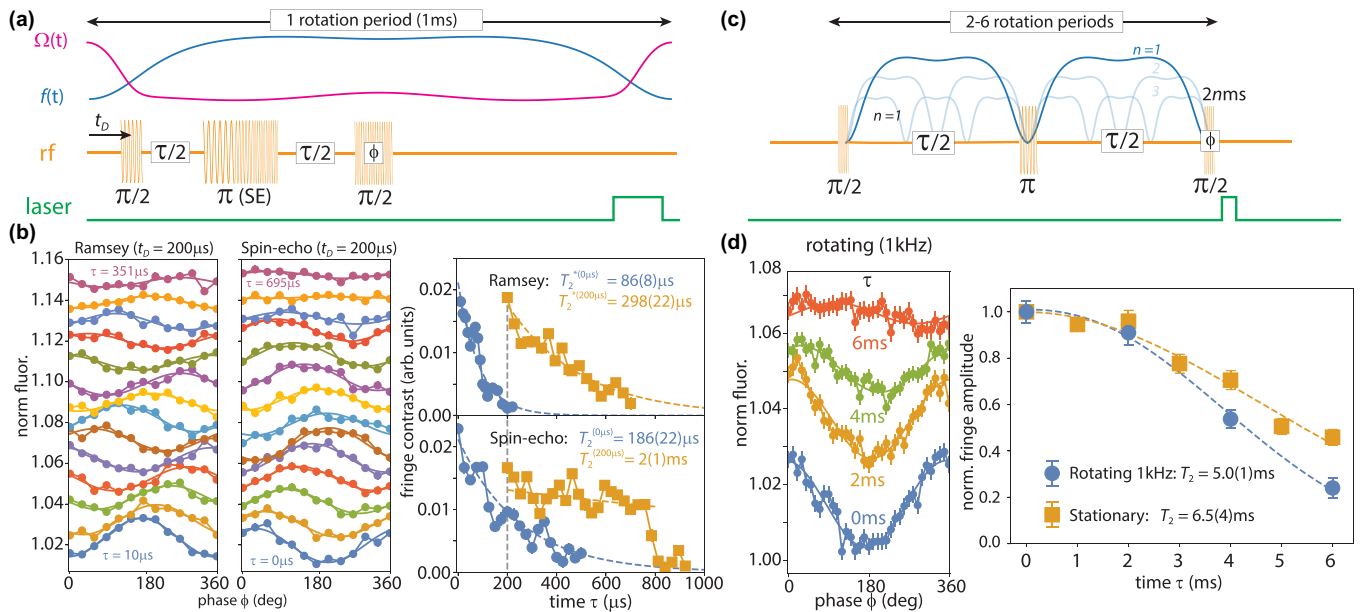 (a)
1 rotation period (1ms)
Ω(t)
f(t)
t_D
rf
τ/2
τ/2
ϕ
π/2
π (SE)
π/2
laser
(c)
2-6 rotation periods
n=1
2
3
2nms
n=1
τ/2
τ/2
ϕ
π/2
π
π/2
(b)
Ramsey (t_D = 200μs)
Spin-echo (t_D = 200μs)
norm fluor.
1.16
1.14
1.12
1.10
1.08
1.06
1.04
1.02
τ = 351μs
τ = 10μs
τ = 695μs
τ = 0μs
0
180
360
0
180
360
phase ϕ (deg)
fringe contrast (arb. units)
0.02
0.01
0.00
Ramsey: T₂*⁽⁰μˢ⁾ = 86(8)μs
T₂*⁽²⁰⁰μˢ⁾ = 298(22)μs
0.02
0.01
0.00
Spin-echo: T₂⁽⁰μˢ⁾ = 186(22)μs
T₂⁽²⁰⁰μˢ⁾ = 2(1)ms
0
200
400
600
800
1000
time τ (μs)
(d)
rotating (1kHz)
norm fluor.
1.08
1.06
1.04
1.02
1.00
τ
6ms
4ms
2ms
0ms
0
180
360
phase ϕ (deg)
norm. fringe amplitude
1.0
0.8
0.6
0.4
0.2
0.0
Rotating 1kHz: T₂ = 5.0(1)ms
Stationary: T₂ = 6.5(4)ms
0
1
2
3
4
5
6
time τ (ms)